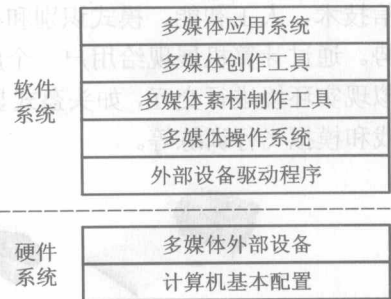 多媒体应用系统
多媒体创作工具
软件
系统
多媒体素材制作工具
多媒体操作系统
外部设备驱动程序
硬件
系统
多媒体外部设备
计算机基本配置